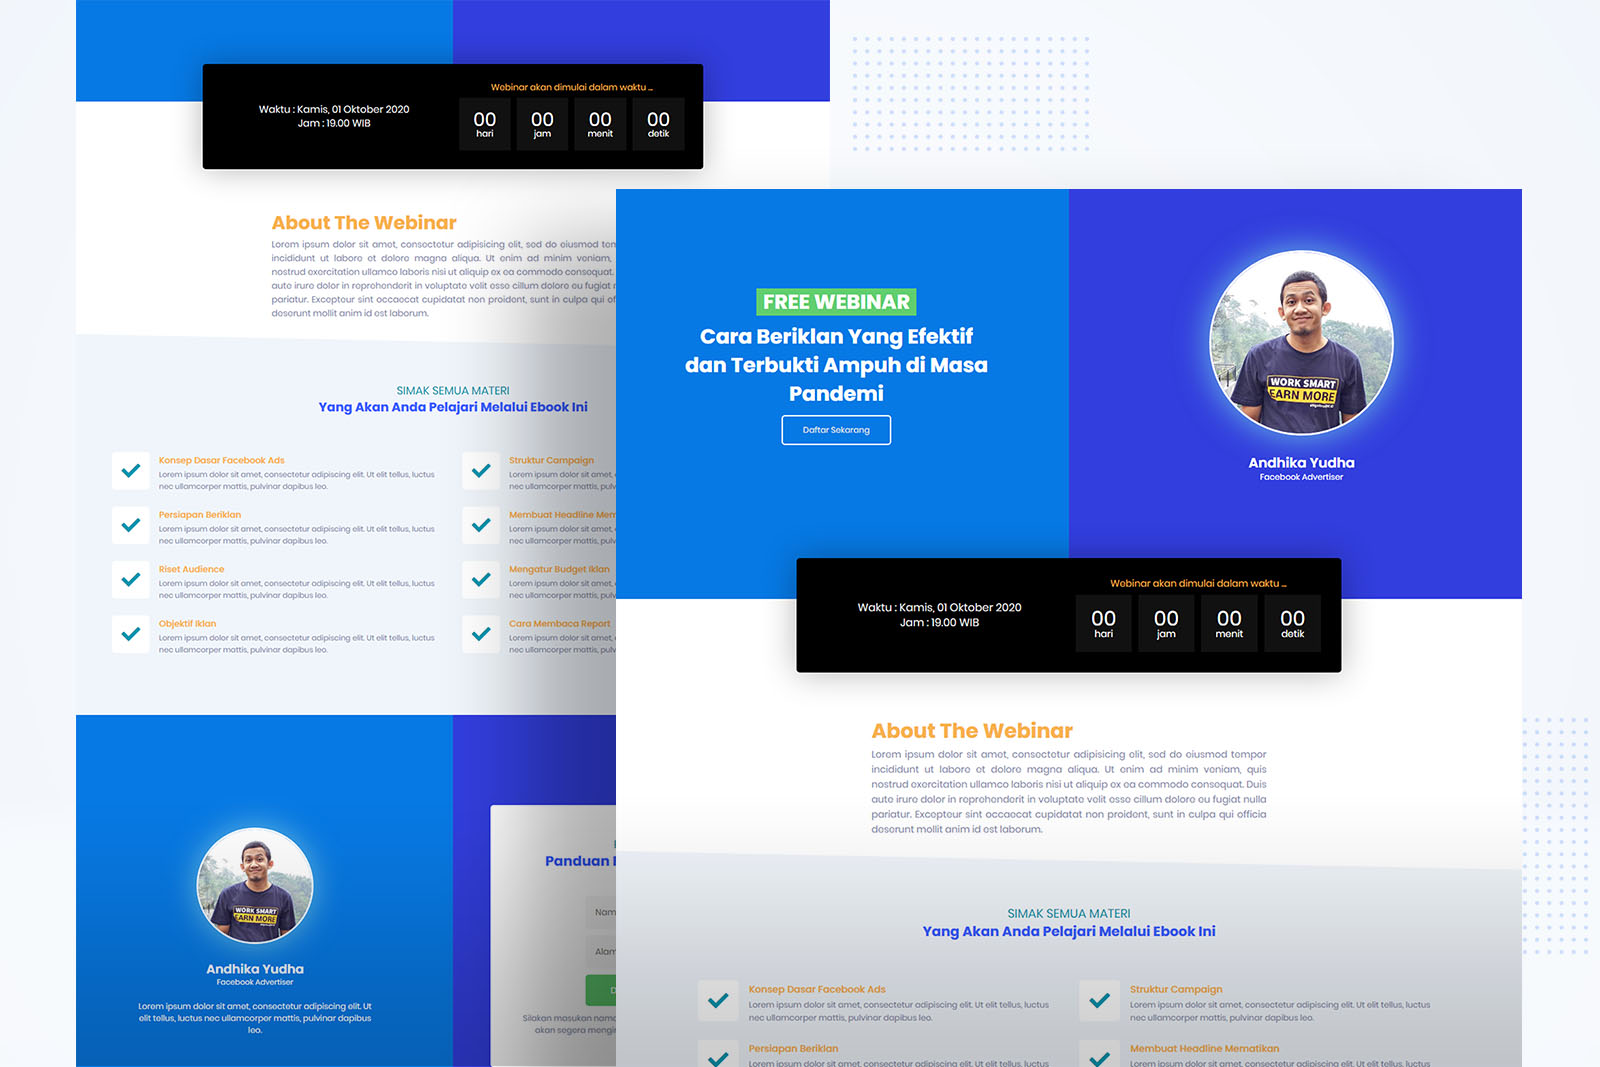 Webinar akan dimulai dalam waktu ...
Waktu : Kamis, 01 Oktober 2020
Jam : 19.00 WIB
00 00 00 00
hari jam menit detik
About The Webinar
Lorem ipsum dolor sit amet, consectetur adipisicing elit, sed do eiusmod
incididunt ut labore et dolore magna aliqua. Ut enim ad minim veniam,
nostrud exercitation ullamco laboris nisi ut aliquip ex ea commodo consequat.
aute irure dolor in reprehenderit in voluptate velit esse cillum dolore eu fugiat
pariatur. Excepteur sint occaecat cupidatat non proident, sunt in culpa qui
deserunt mollit anim id est laborum.
SIMAK SEMUA MATERI
Yang Akan Anda Pelajari Melalui Ebook Ini
Konsep Dasar Facebook Ads
Lorem ipsum dolor sit amet, consectetur adipiscing elit. Ut elit tellus, luctus
nec ullamcorper mattis, pulvinar dapibus leo.
Struktur Campaign
Lorem ipsum dolor sit amet, consectetur
nec ullamcorper mattis, pulvinar dapibus
Persiapan Beriklan
Lorem ipsum dolor sit amet, consectetur adipiscing elit. Ut elit tellus, luctus
nec ullamcorper mattis, pulvinar dapibus leo.
Membuat Headline
Lorem ipsum dolor sit amet, consectetur
nec ullamcorper mattis, pulvinar dapibus
Riset Audience
Lorem ipsum dolor sit amet, consectetur adipiscing elit. Ut elit tellus, luctus
nec ullamcorper mattis, pulvinar dapibus leo.
Mengatur Budget Iklan
Lorem ipsum dolor sit amet, consectetur
nec ullamcorper mattis, pulvinar dapibus
Objektif Iklan
Lorem ipsum dolor sit amet, consectetur adipiscing elit. Ut elit tellus, luctus
nec ullamcorper mattis, pulvinar dapibus leo.
Cara Membaca Report
Lorem ipsum dolor sit amet, consectetur
nec ullamcorper mattis, pulvinar dapibus
WORK SMART
EARN MORE
Andhika Yudha
Facebook Advertiser
Lorem ipsum dolor sit amet, consectetur adipiscing elit. Ut
elit tellus, luctus nec ullamcorper mattis, pulvinar dapibus
leo.
Panduan
Silakan masukan
akan segera
FREE WEBINAR
Cara Beriklan Yang Efektif
dan Terbukti Ampuh di Masa
Pandemi
Daftar Sekarang
WORK SMART
EARN MORE
Andhika Yudha
Facebook Advertiser
Webinar akan dimulai dalam waktu ...
Waktu : Kamis, 01 Oktober 2020
Jam : 19.00 WIB
00 00 00 00
hari jam menit detik
About The Webinar
Lorem ipsum dolor sit amet, consectetur adipisicing elit, sed do eiusmod tempor
incididunt ut labore et dolore magna aliqua. Ut enim ad minim veniam, quis
nostrud exercitation ullamco laboris nisi ut aliquip ex ea commodo consequat. Duis
aute irure dolor in reprehenderit in voluptate velit esse cillum dolore eu fugiat nulla
pariatur. Excepteur sint occaecat cupidatat non proident, sunt in culpa qui officia
deserunt mollit anim id est laborum.
SIMAK SEMUA MATERI
Yang Akan Anda Pelajari Melalui Ebook Ini
Konsep Dasar Facebook Ads
Lorem ipsum dolor sit amet, consectetur adipiscing elit. Ut elit tellus, luctus
nec ullamcorper mattis, pulvinar dapibus leo.
Struktur Campaign
Lorem ipsum dolor sit amet, consectetur adipiscing elit. Ut elit tellus, luctus
nec ullamcorper mattis, pulvinar dapibus leo.
Persiapan Beriklan
Lorem ipsum dolor sit amet, consectetur adipiscing elit. Ut elit tellus, luctus
Membuat Headline Mematikan
Lorem ipsum dolor sit amet, consectetur adipiscing elit. Ut elit tellus, luctus